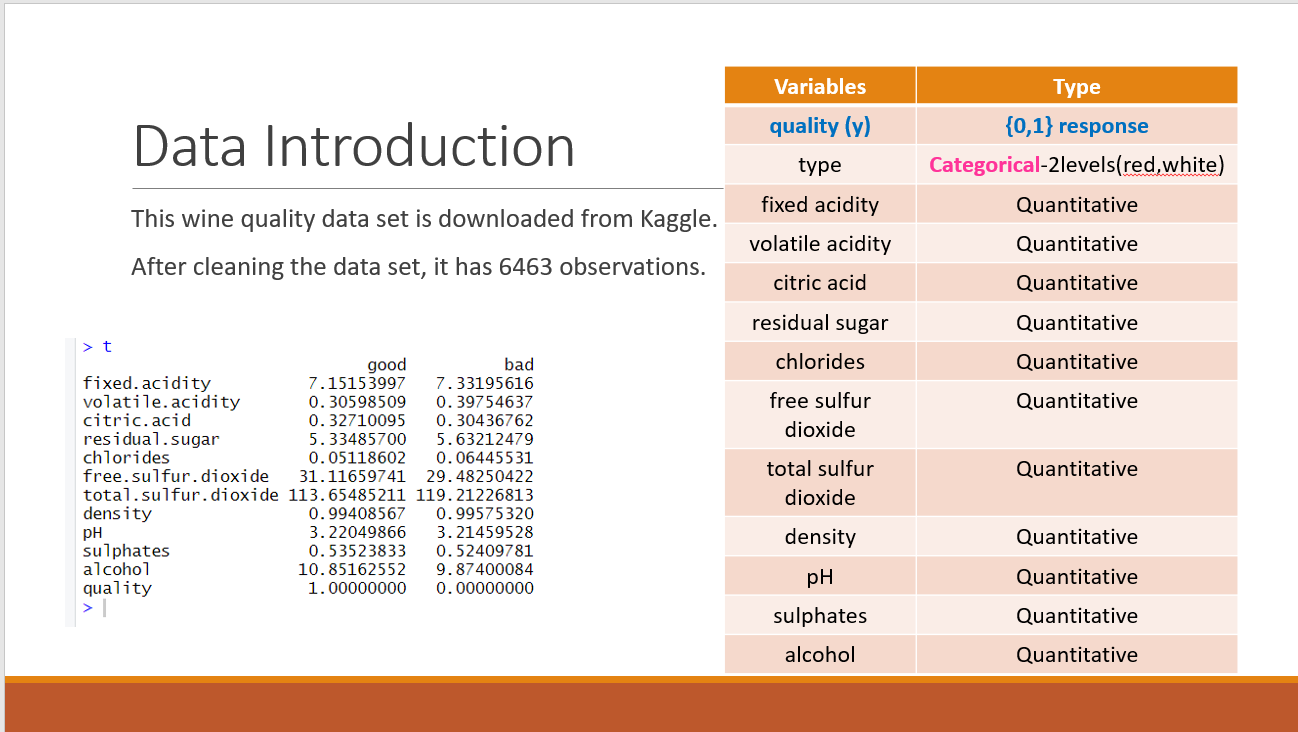 Data Introduction
This wine quality data set is downloaded from Kaggle.
After cleaning the data set, it has 6463 observations.
> t
good bad
fixed.acidity 7.15153997 7.33195616
volatile.acidity 0.30598509 0.39754637
citric.acid 0.32710095 0.30436762
residual.sugar 5.33485700 5.63212479
chlorides 0.05118602 0.06445531
free.sulfur.dioxide 31.11659741 29.48250422
total.sulfur.dioxide 113.65485211 119.21226813
density 0.99408567 0.99575320
pH 3.22049866 3.21459528
sulphates 0.53523833 0.52409781
alcohol 10.85162552 9.87400084
quality 1.00000000 0.00000000
>
Variables Type
quality (y) {0,1} response
type Categorical-2levels(red,white)
fixed acidity Quantitative
volatile acidity Quantitative
citric acid Quantitative
residual sugar Quantitative
chlorides Quantitative
free sulfur Quantitative
dioxide
total sulfur Quantitative
dioxide
density Quantitative
pH Quantitative
sulphates Quantitative
alcohol Quantitative